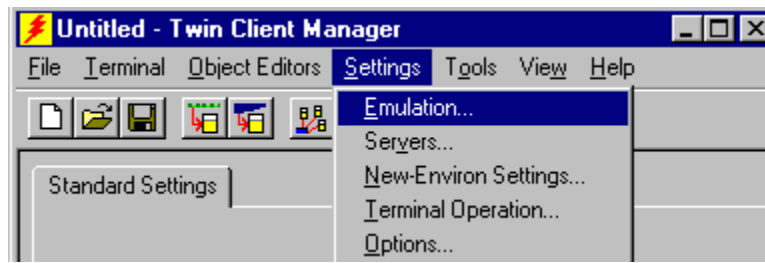 Untitled - Twin Client Manager
File Terminal Object Editors Settings Tools View Help
Emulation...
Servers...
New-Environ Settings...
Standard Settings
Terminal Operation...
Options...